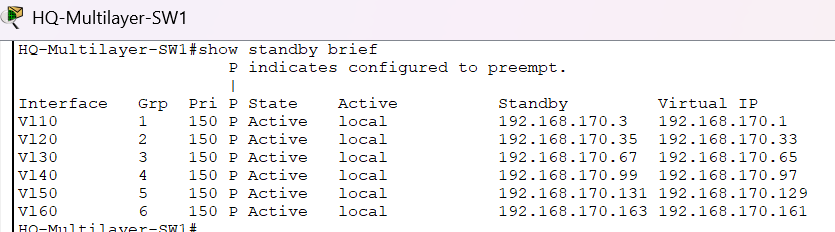 HQ-Multilayer-SW1
HQ-Multilayer-SW1#show standby brief
P indicates configured to preempt.
|
Interface Grp Pri P State Active Standby Virtual IP
Vl10 1 150 P Active local 192.168.170.3 192.168.170.1
Vl20 2 150 P Active local 192.168.170.35 192.168.170.33
Vl30 3 150 P Active local 192.168.170.67 192.168.170.65
Vl40 4 150 P Active local 192.168.170.99 192.168.170.97
Vl50 5 150 P Active local 192.168.170.131 192.168.170.129
Vl60 6 150 P Active local 192.168.170.163 192.168.170.161
HQ-Multilayer-SW1#